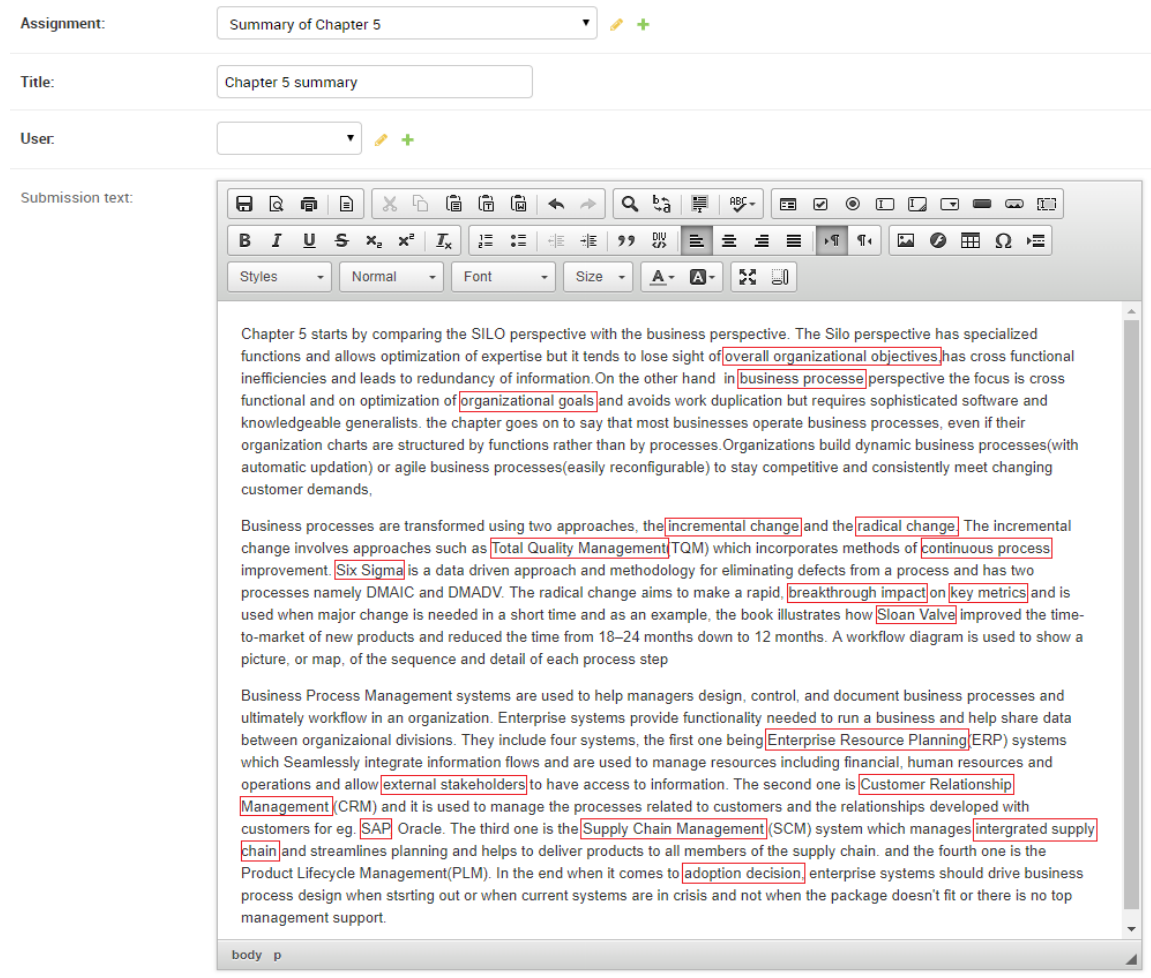 Assignment: Summary of Chapter 5
Title: Chapter 5 summary
User:
Submission text:
Styles Normal Font Size
Chapter 5 starts by comparing the SILO perspective with the business perspective. The Silo perspective has specialized
functions and allows optimization of expertise but it tends to lose sight of overall organizational objectives,has cross functional
inefficiencies and leads to redundancy of information.On the other hand in business processe perspective the focus is cross
functional and on optimization of organizational goals and avoids work duplication but requires sophisticated software and
knowledgeable generalists. the chapter goes on to say that most businesses operate business processes, even if their
organization charts are structured by functions rather than by processes.Organizations build dynamic business processes(with
automatic updation) or agile business processes(easily reconfigurable) to stay competitive and consistently meet changing
customer demands,
Business processes are transformed using two approaches, the incremental change and the radical change. The incremental
change involves approaches such as Total Quality Management(TQM) which incorporates methods of continuous process
improvement. Six Sigma is a data driven approach and methodology for eliminating defects from a process and has two
processes namely DMAIC and DMADV. The radical change aims to make a rapid, breakthrough impact on key metrics and is
used when major change is needed in a short time and as an example, the book illustrates how Sloan Valve improved the time-
to-market of new products and reduced the time from 18–24 months down to 12 months. A workflow diagram is used to show a
picture, or map, of the sequence and detail of each process step
Business Process Management systems are used to help managers design, control, and document business processes and
ultimately workflow in an organization. Enterprise systems provide functionality needed to run a business and help share data
between organizaional divisions. They include four systems, the first one being Enterprise Resource Planning(ERP) systems
which Seamlessly integrate information flows and are used to manage resources including financial, human resources and
operations and allow external stakeholders to have access to information. The second one is Customer Relationship
Management (CRM) and it is used to manage the processes related to customers and the relationships developed with
customers for eg. SAP Oracle. The third one is the Supply Chain Management (SCM) system which manages intergrated supply
chain and streamlines planning and helps to deliver products to all members of the supply chain. and the fourth one is the
Product Lifecycle Management(PLM). In the end when it comes to adoption decision, enterprise systems should drive business
process design when stsrting out or when current systems are in crisis and not when the package doesn't fit or there is no top
management support.
body p